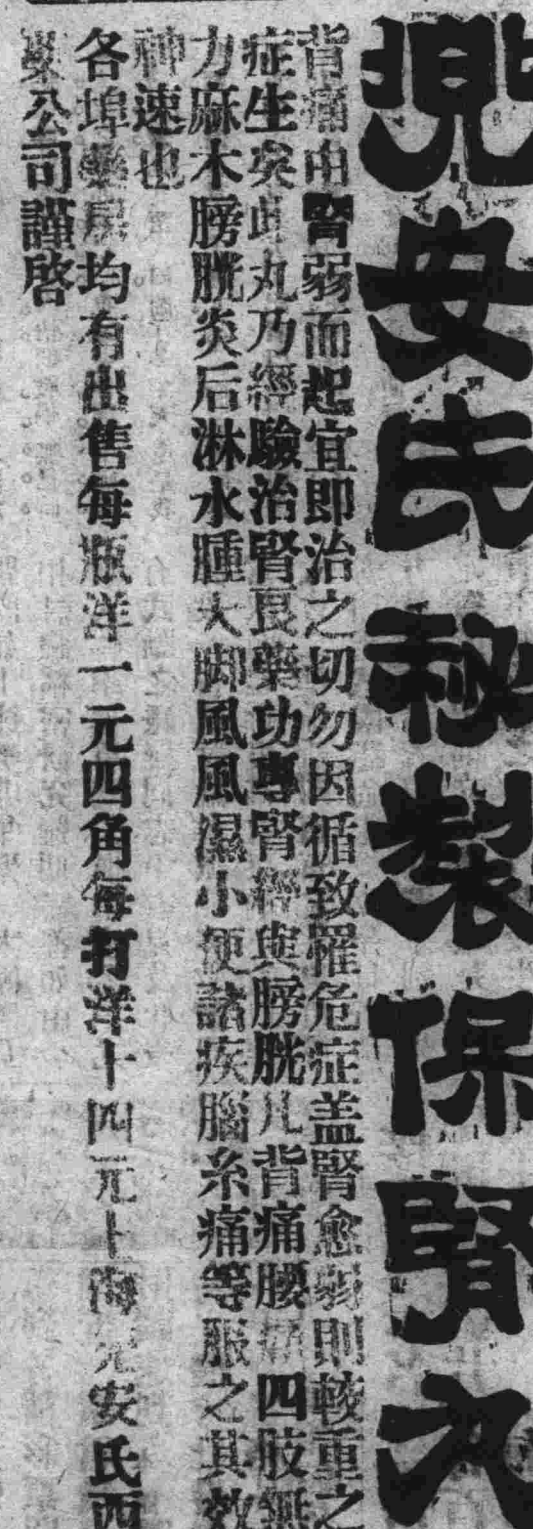 兜安氏秘製保腎丸
背痛由腎弱而起宜即治之切勿因循致罹危症盖腎愈弱則較重之
症生矣此丸乃經驗治腎良藥功專腎經與膀胱凡背痛腰痛四肢無
力麻木膀胱炎后淋水腫大脚風風濕小便諸疾腦糸痛等服之其效
神速也
各埠藥房均有出售每瓶洋一元四角每打洋十四元上海兜安氏西
藥公司謹啓